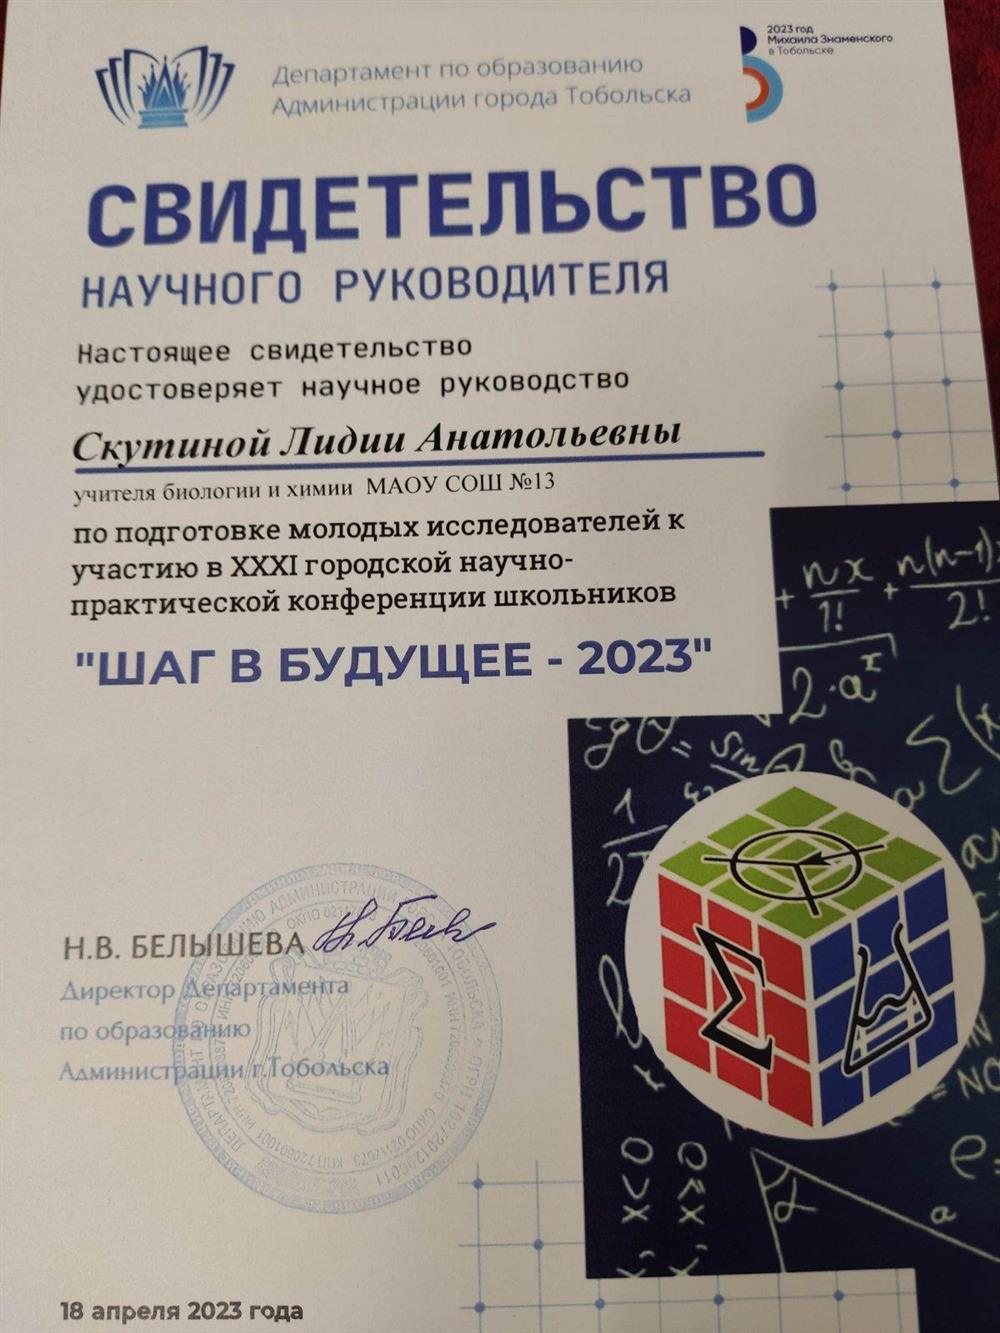 2023 год
Михаила Знаменского
в Тобольске
Департамент по образованию
Администрации города Тобольска
СВИДЕТЕЛЬСТВО
НАУЧНОГО РУКОВОДИТЕЛЯ
Настоящее свидетельство
удостоверяет научное руководство
Скутиной Лидии Анатольевны
учителя биологии и химии МАОУ СОШ №13
по подготовке молодых исследователей к
участию в XXXI городской научно-
практической конференции школьников
"ШАГ В БУДУЩЕЕ - 2023"
Н.В. БЕЛЫШЕВА
Директор Департамента
по образованию
Администрации г.Тобольска
18 апреля 2023 года